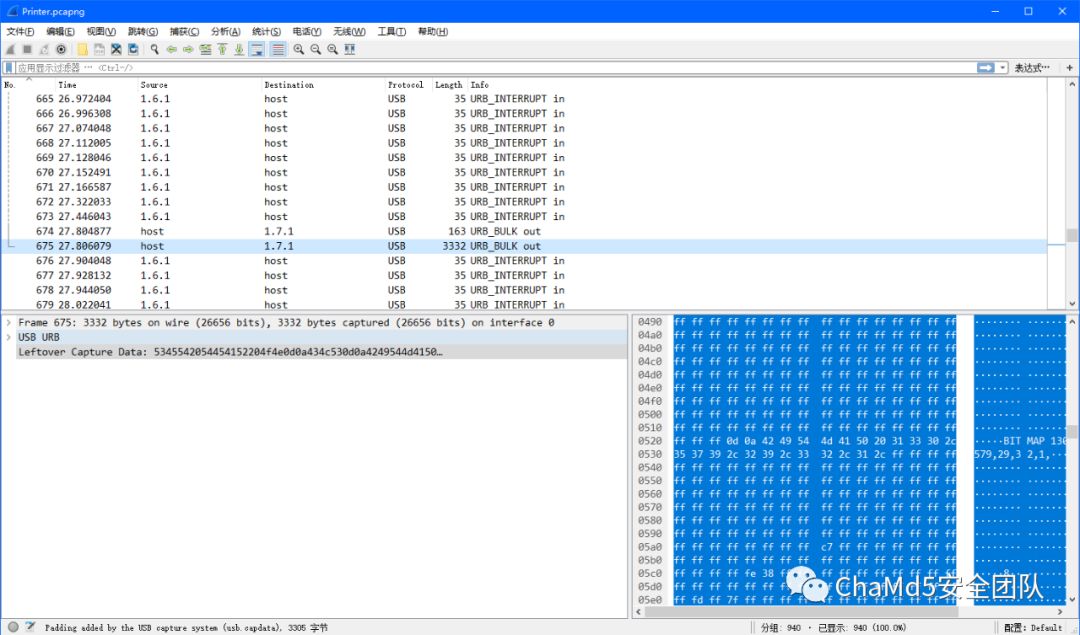 Printer.pcapng
文件(F) 编辑(E) 视图(V) 跳转(G) 捕获(C) 分析(A) 统计(S) 电话(Y) 无线(W) 工具(T) 帮助(H)
应用显示过滤器 … <Ctrl-/> 表达式… +
No. Time Source Destination Protocol Length Info
665 26.972404 1.6.1 host USB 35 URB_INTERRUPT in
666 26.996308 1.6.1 host USB 35 URB_INTERRUPT in
667 27.074048 1.6.1 host USB 35 URB_INTERRUPT in
668 27.112005 1.6.1 host USB 35 URB_INTERRUPT in
669 27.128046 1.6.1 host USB 35 URB_INTERRUPT in
670 27.152491 1.6.1 host USB 35 URB_INTERRUPT in
671 27.166587 1.6.1 host USB 35 URB_INTERRUPT in
672 27.322033 1.6.1 host USB 35 URB_INTERRUPT in
673 27.446043 1.6.1 host USB 35 URB_INTERRUPT in
674 27.804877 host 1.7.1 USB 163 URB_BULK out
675 27.806079 host 1.7.1 USB 3332 URB_BULK out
676 27.904048 1.6.1 host USB 35 URB_INTERRUPT in
677 27.928132 1.6.1 host USB 35 URB_INTERRUPT in
678 27.944050 1.6.1 host USB 35 URB_INTERRUPT in
679 28.022041 1.6.1 host USB 35 URB_INTERRUPT in
Frame 675: 3332 bytes on wire (26656 bits), 3332 bytes captured (26656 bits) on interface 0
USB URB
Leftover Capture Data: 5345542054454152204f4e0d0a434c530d0a4249544d4150…
0490 ff ff ff ff ff ff ff ff ff ff ff ff ff ff ff ff ········ ·······
04a0 ff ff ff ff ff ff ff ff ff ff ff ff ff ff ff ff ········ ·······
04b0 ff ff ff ff ff ff ff ff ff ff ff ff ff ff ff ff ········ ·······
04c0 ff ff ff ff ff ff ff ff ff ff ff ff ff ff ff ff ········ ·······
04d0 ff ff ff ff ff ff ff ff ff ff ff ff ff ff ff ff ········ ·······
04e0 ff ff ff ff ff ff ff ff ff ff ff ff ff ff ff ff ········ ·······
04f0 ff ff ff ff ff ff ff ff ff ff ff ff ff ff ff ff ········ ·······
0500 ff ff ff ff ff ff ff ff ff ff ff ff ff ff ff ff ········ ·······
0510 ff ff ff ff ff ff ff ff ff ff ff ff ff ff ff ff ········ ·······
0520 ff ff ff 0d 0a 42 49 54 4d 41 50 20 31 33 30 2c ·····BIT MAP 130
0530 35 37 39 2c 32 39 2c 33 32 2c 31 2c ff ff ff ff 579,29,3 2,1,···
0540 ff ff ff ff ff ff ff ff ff ff ff ff ff ff ff ff ········ ·······
0550 ff ff ff ff ff ff ff ff ff ff ff ff ff ff ff ff ········ ·······
0560 ff ff ff ff ff ff ff ff ff ff ff ff ff ff ff ff ········ ·······
0570 ff ff ff ff ff ff ff ff ff ff ff ff ff ff ff ff ········ ·······
0580 ff ff ff ff ff ff ff ff ff ff ff ff ff ff ff ff ········ ·······
0590 ff ff ff ff ff ff ff ff ff ff ff ff ff ff ff ff ········ ·······
05a0 ff ff ff ff ff ff ff ff c7 ff ff ff ff ff ff ff ········ ·······
05b0 ff ff ff ff ff ff ff ff ff ff ff ff ff ff ff ff ········ ·······
05c0 ff ff ff ff fe 38 ff
05d0 ff ff ff ff ff ff ff
05e0 ff fd ff 7f ff ff ff ff
ChaMd5安全团队
Padding added by the USB capture system (usb.capdata), 3305 字节 分组: 940 · 已显示: 940 (100.0%) 配置: Default